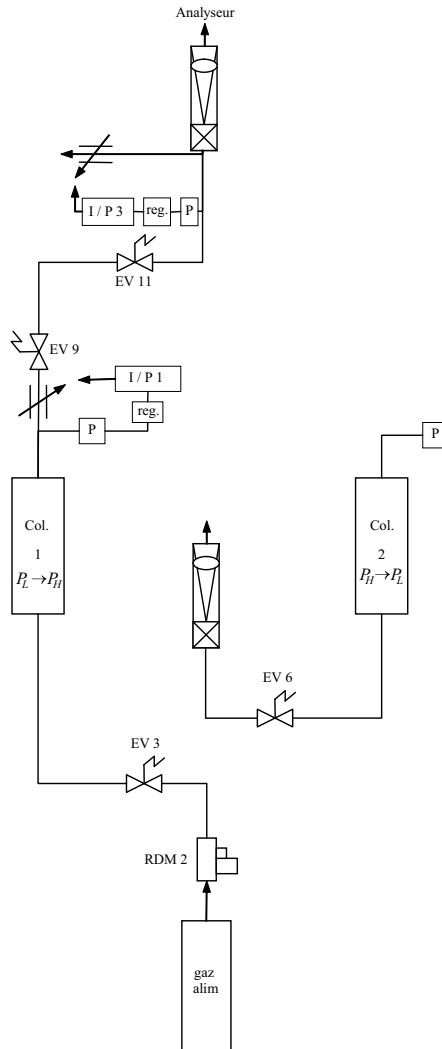 Analyseur
I / P 3
reg.
P
EV 11
EV 9
I / P 1
reg.
P
P
Col.
1
P_L→P_H
Col.
2
P_H→P_L
EV 6
EV 3
RDM 2
gaz
alim